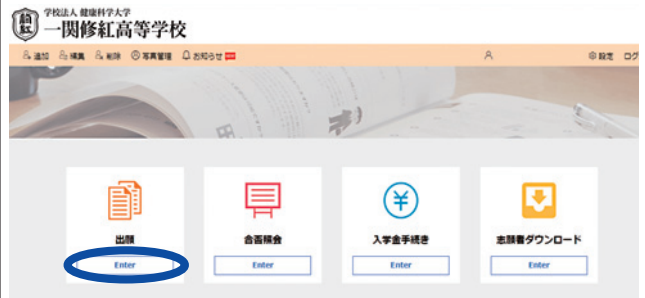 学校法人 健康科学大学
一関修紅高等学校
追加 編集 削除 写真管理 お知らせ 設定 ログ
出願 合否照会 入学金手続き 志願者ダウンロード
Enter Enter Enter Enter